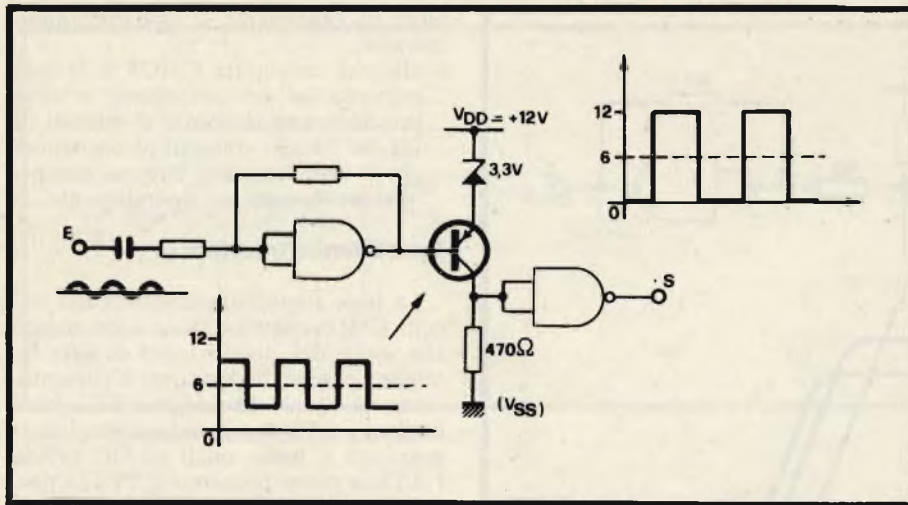 VDD = +12V
3,3V
12
6
0
E
S
12
6
0
470Ω
(VSS)